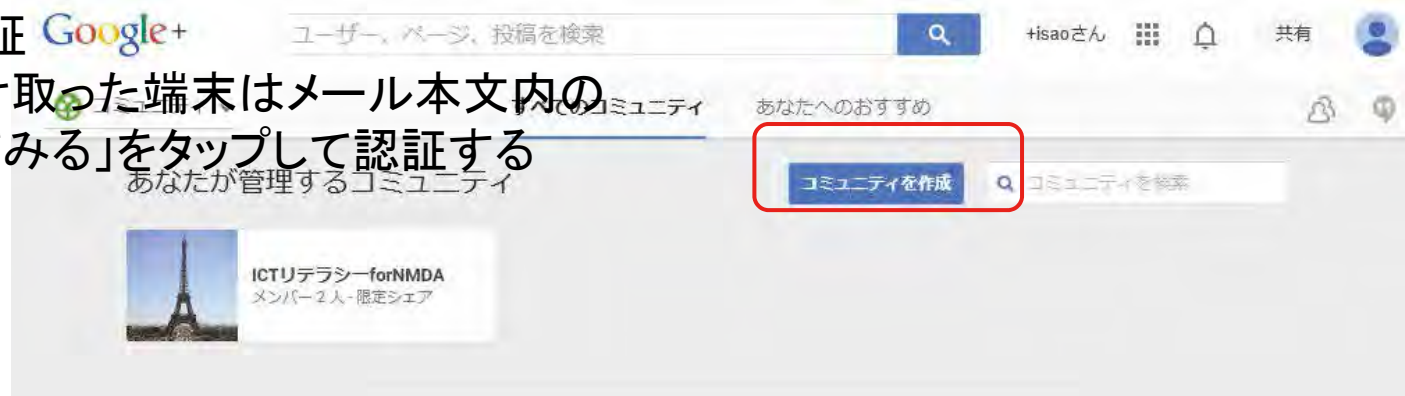 証
Google+ ユーザー、ページ、投稿を検索 +isaoさん 共有
取った端末はメール本文内の
コミュニティ すべてのコミュニティ あなたへのおすすめ
みる」をタップして認証する
あなたが管理するコミュニティ コミュニティを作成 コミュニティを検索
ICTリテラシーforNMDA
メンバー 2 人 - 限定シェア